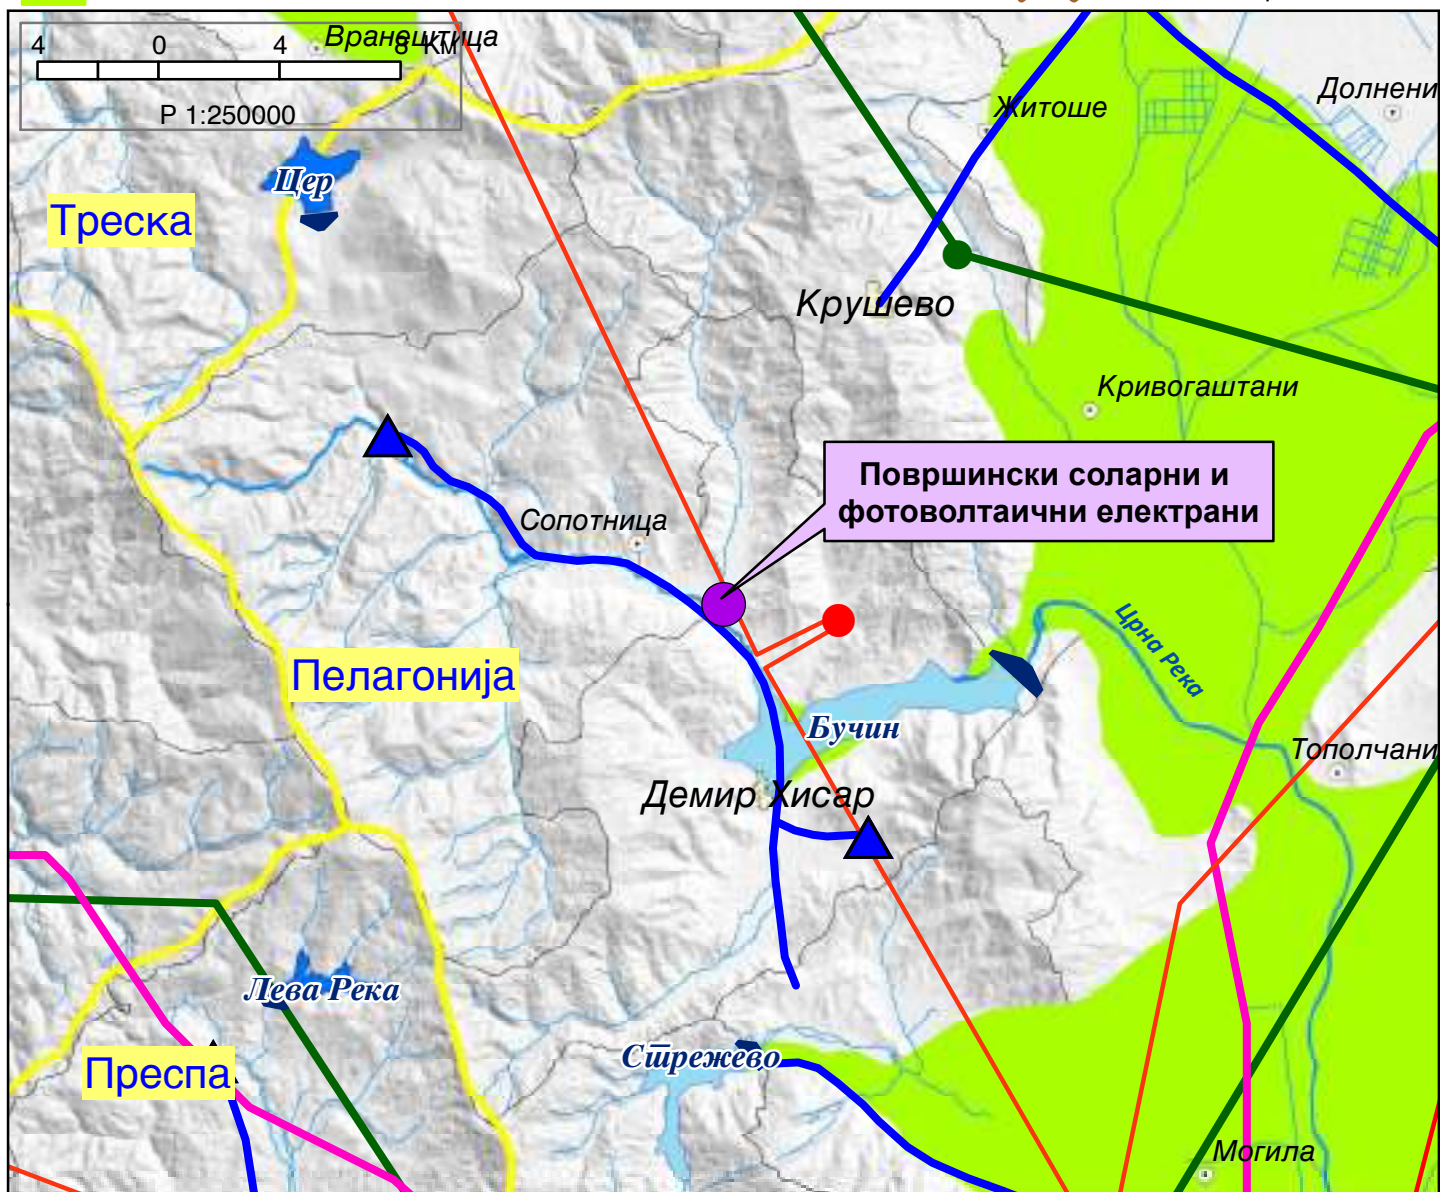 4 0 4 8 Км
Р 1:250000
Вранештица
Житоше
Долнени
Цер
Треска
Крушево
Кривогаштани
Површински соларни и
фотоволтаични електрани
Сопотница
Црна Река
Пелагонија
Бучин
Тополчани
Демир Хисар
Лева Река
Стрежево
Преспа
Могила